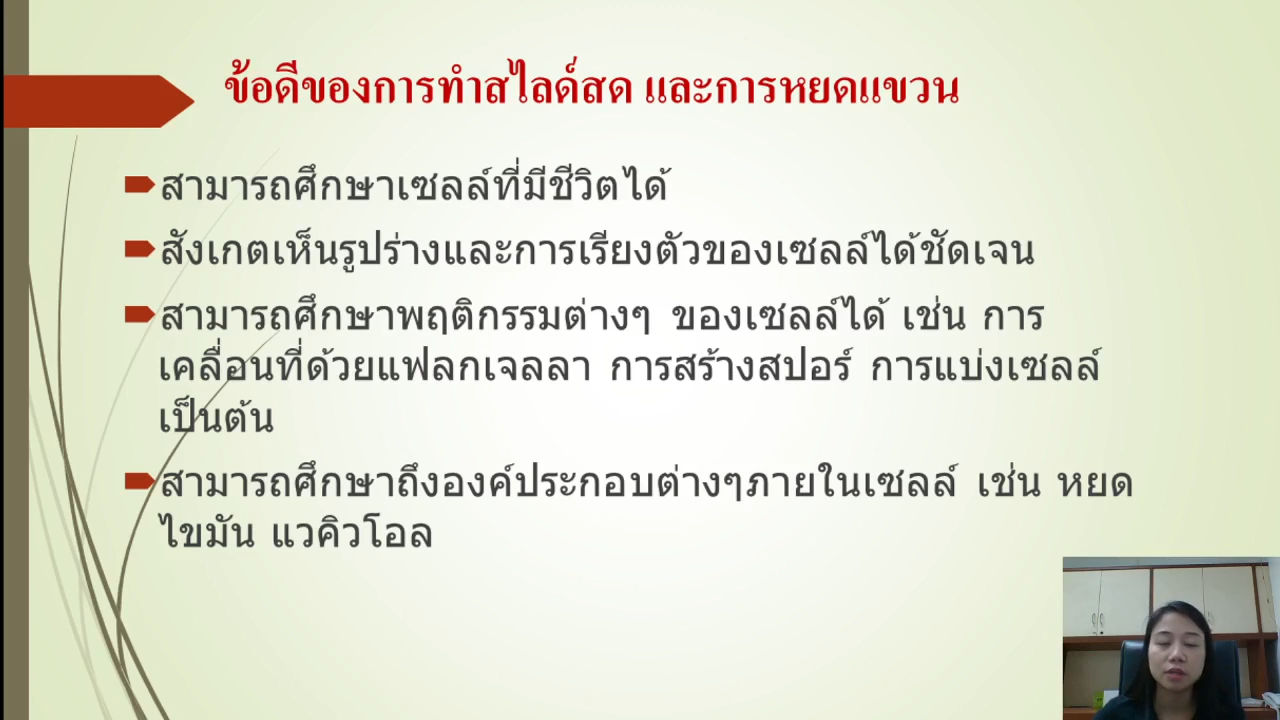 ข้อดีของการทำสไลด์สด และการหยดแขวน
สามารถศึกษาเซลล์ที่มีชีวิตได้
สังเกตเห็นรูปร่างและการเรียงตัวของเซลล์ได้ชัดเจน
สามารถศึกษาพฤติกรรมต่างๆ ของเซลล์ได้ เช่น การ
เคลื่อนที่ด้วยแฟลกเจลลา การสร้างสปอร์ การแบ่งเซลล์
เป็นต้น
สามารถศึกษาถึงองค์ประกอบต่างๆภายในเซลล์ เช่น หยด
ไขมัน แวคิวโอล